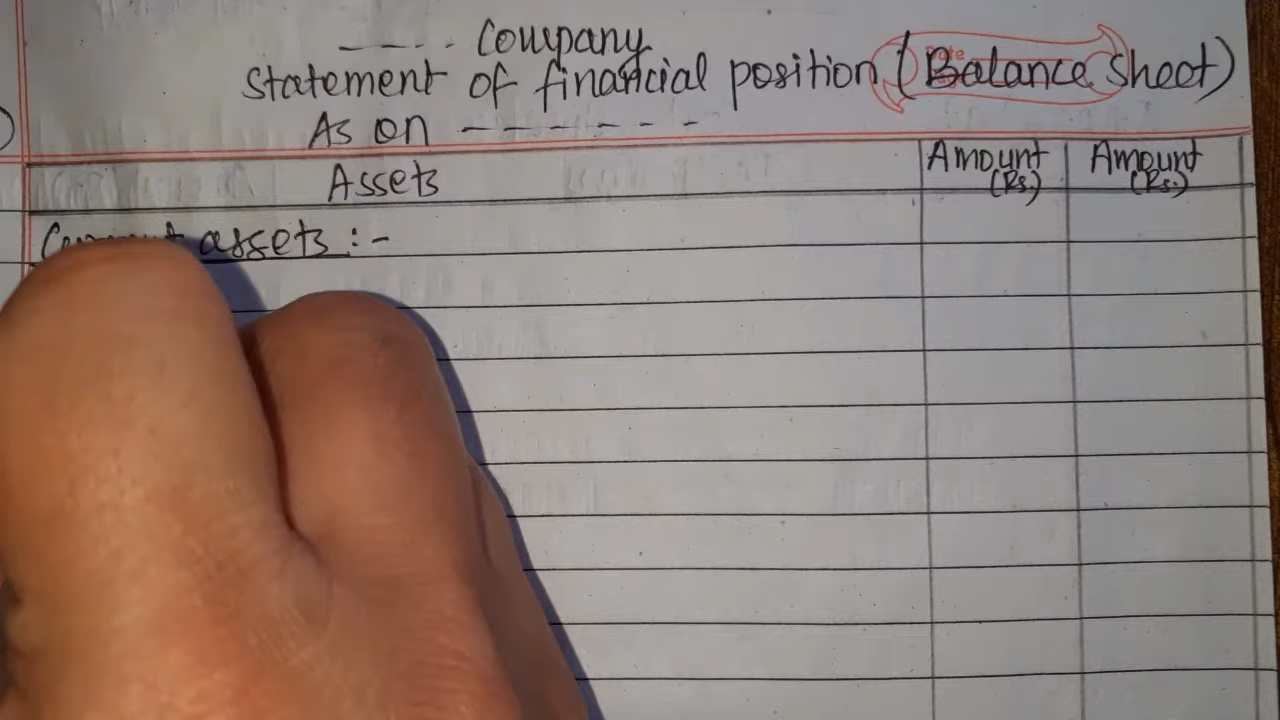 ---- Company
Statement of financial position (Balance Sheet)
As on -------
Assets
Amount (Rs.)
Amount (Rs.)
assets :-